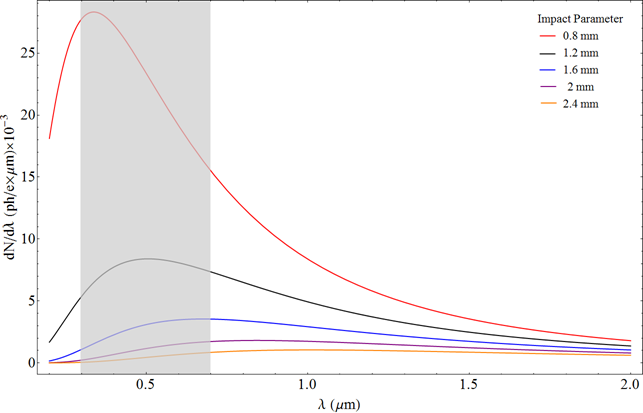 Impact Parameter
0.8 mm
1.2 mm
1.6 mm
2 mm
2.4 mm
dN/dλ (ph/e×μm)×10⁻³
25
20
15
10
5
0
0.5
1.0
1.5
2.0
λ (μm)